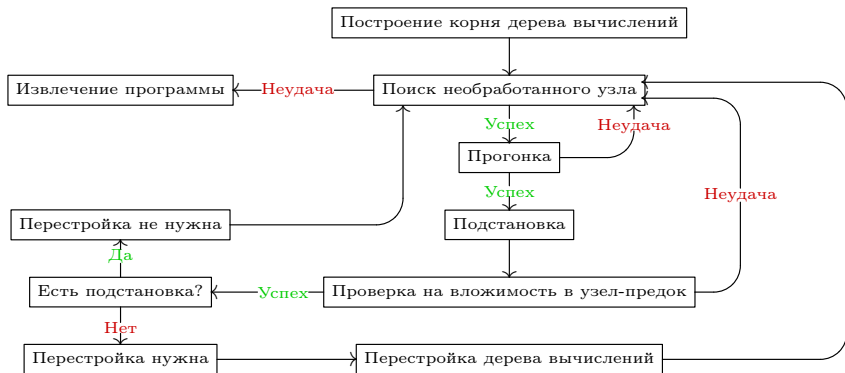 Построение корня дерева вычислений
Извлечение программы
Неудача
Поиск необработанного узла
Успех
Неудача
Прогонка
Успех
Неудача
Перестройка не нужна
Подстановка
Да
Есть подстановка?
Успех
Проверка на вложимость в узел-предок
Нет
Перестройка нужна
Перестройка дерева вычислений